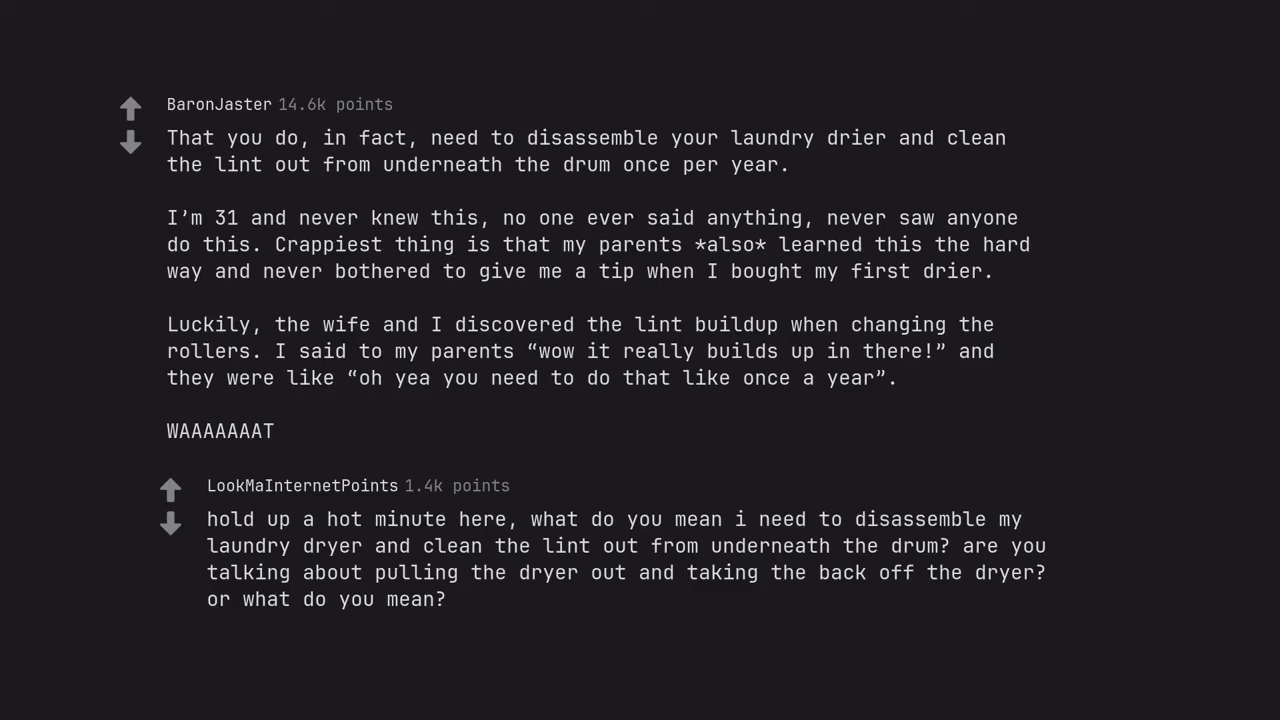 BaronJaster 14.6k points
That you do, in fact, need to disassemble your laundry drier and clean
the lint out from underneath the drum once per year.
I’m 31 and never knew this, no one ever said anything, never saw anyone
do this. Crappiest thing is that my parents *also* learned this the hard
way and never bothered to give me a tip when I bought my first drier.
Luckily, the wife and I discovered the lint buildup when changing the
rollers. I said to my parents “wow it really builds up in there!” and
they were like “oh yea you need to do that like once a year”.
WAAAAAAAT
LookMaInternetPoints 1.4k points
hold up a hot minute here, what do you mean i need to disassemble my
laundry dryer and clean the lint out from underneath the drum? are you
talking about pulling the dryer out and taking the back off the dryer?
or what do you mean?